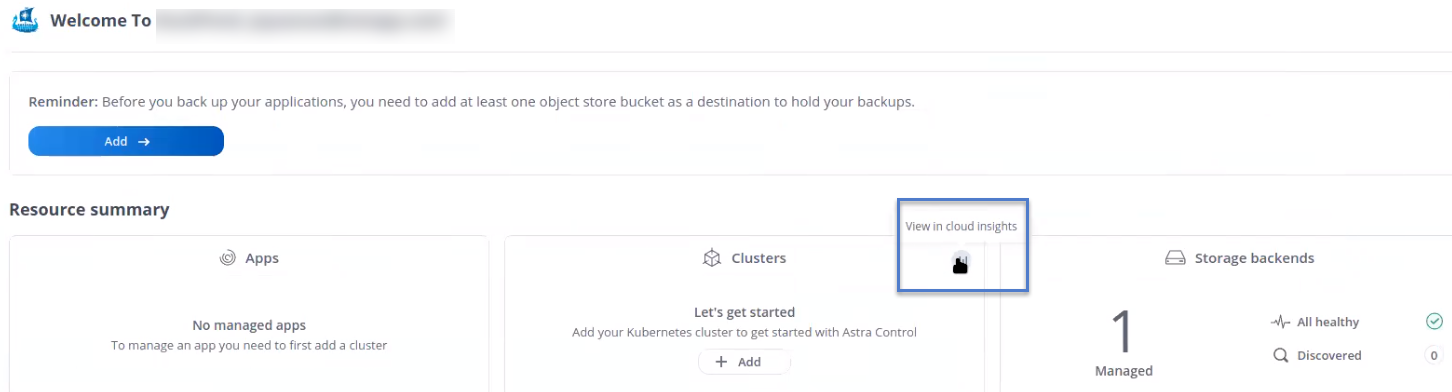 Welcome To
Reminder: Before you back up your applications, you need to add at least one object store bucket as a destination to hold your backups.
Add →
Resource summary
View in cloud insights
Apps
No managed apps
To manage an app you need to first add a cluster
Clusters
Let's get started
Add your Kubernetes cluster to get started with Astra Control
+ Add
Storage backends
1
Managed
All healthy
Discovered 0